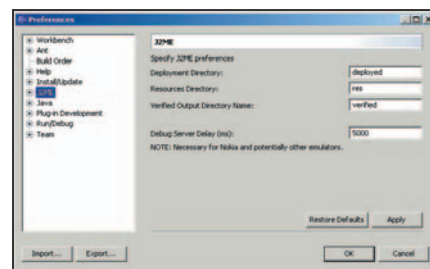 Preferences
Workbench
Ant
Build Order
Help
Install/Update
J2ME
Java
Plug-in Development
Run/Debug
Team
J2ME
Specify J2ME preferences
Deployment Directory: deployed
Resources Directory: res
Verified Output Directory Name: verified
Debug Server Delay (ms): 5000
NOTE: Necessary for Nokia and potentially other emulators.
Restore Defaults Apply
Import... Export... OK Cancel